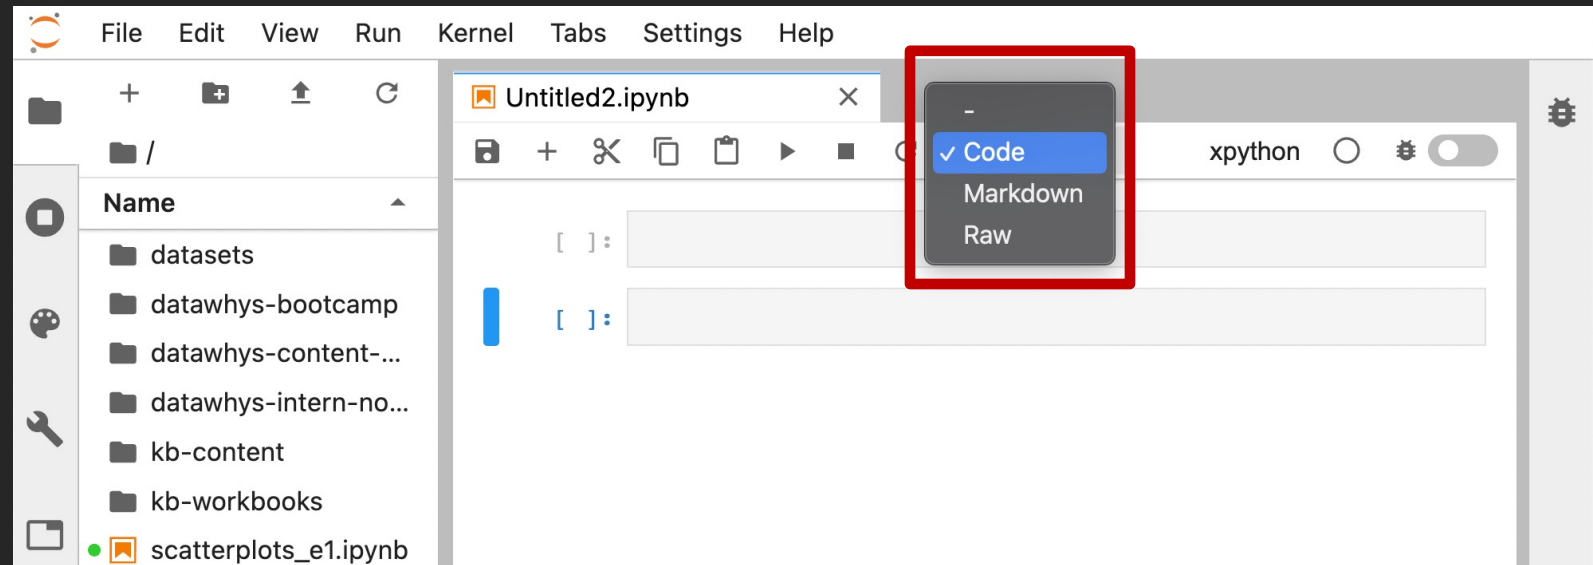 File Edit View Run Kernel Tabs Settings Help
Untitled2.ipynb
/
-
✓ Code
Markdown
Raw
xpython
Name
[ ]:
[ ]:
datasets
datawhys-bootcamp
datawhys-content-...
datawhys-intern-no...
kb-content
kb-workbooks
scatterplots_e1.ipynb